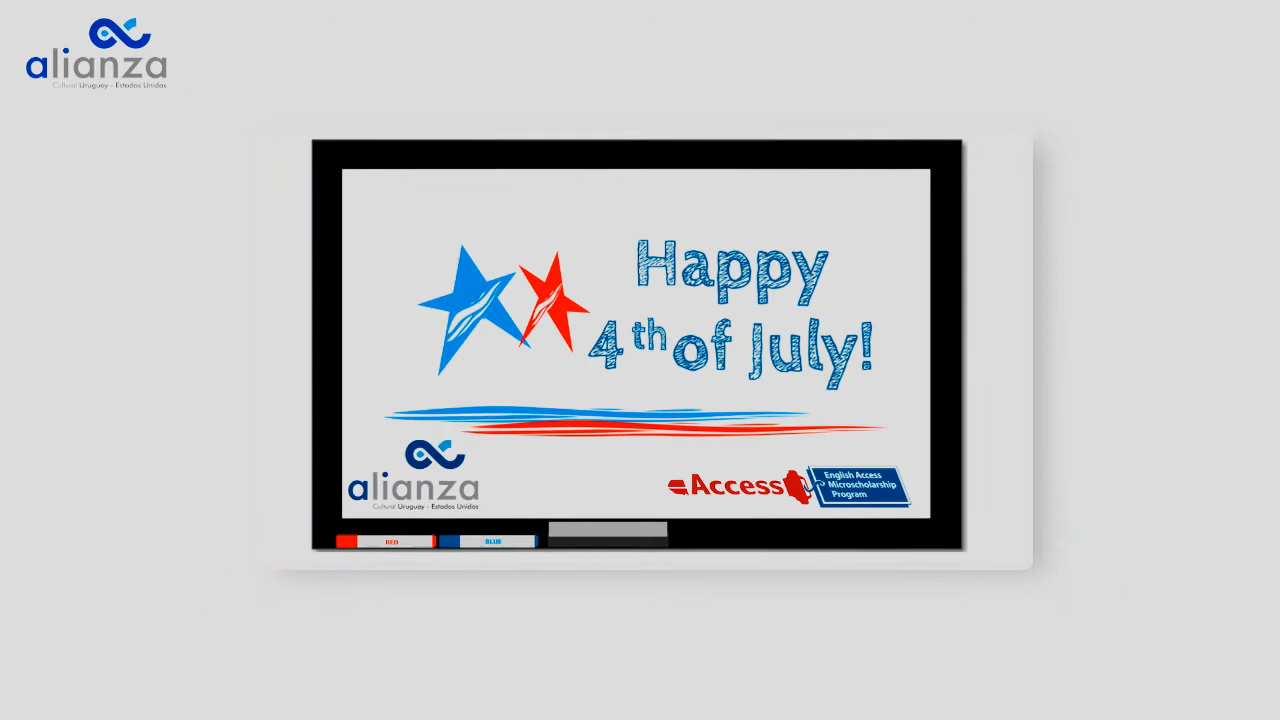 alianza
Cultural Uruguay - Estados Unidos
Happy
4th of July!
alianza
Cultural Uruguay - Estados Unidos
Access
English Access
Microscholarship
Program
RED
BLUE